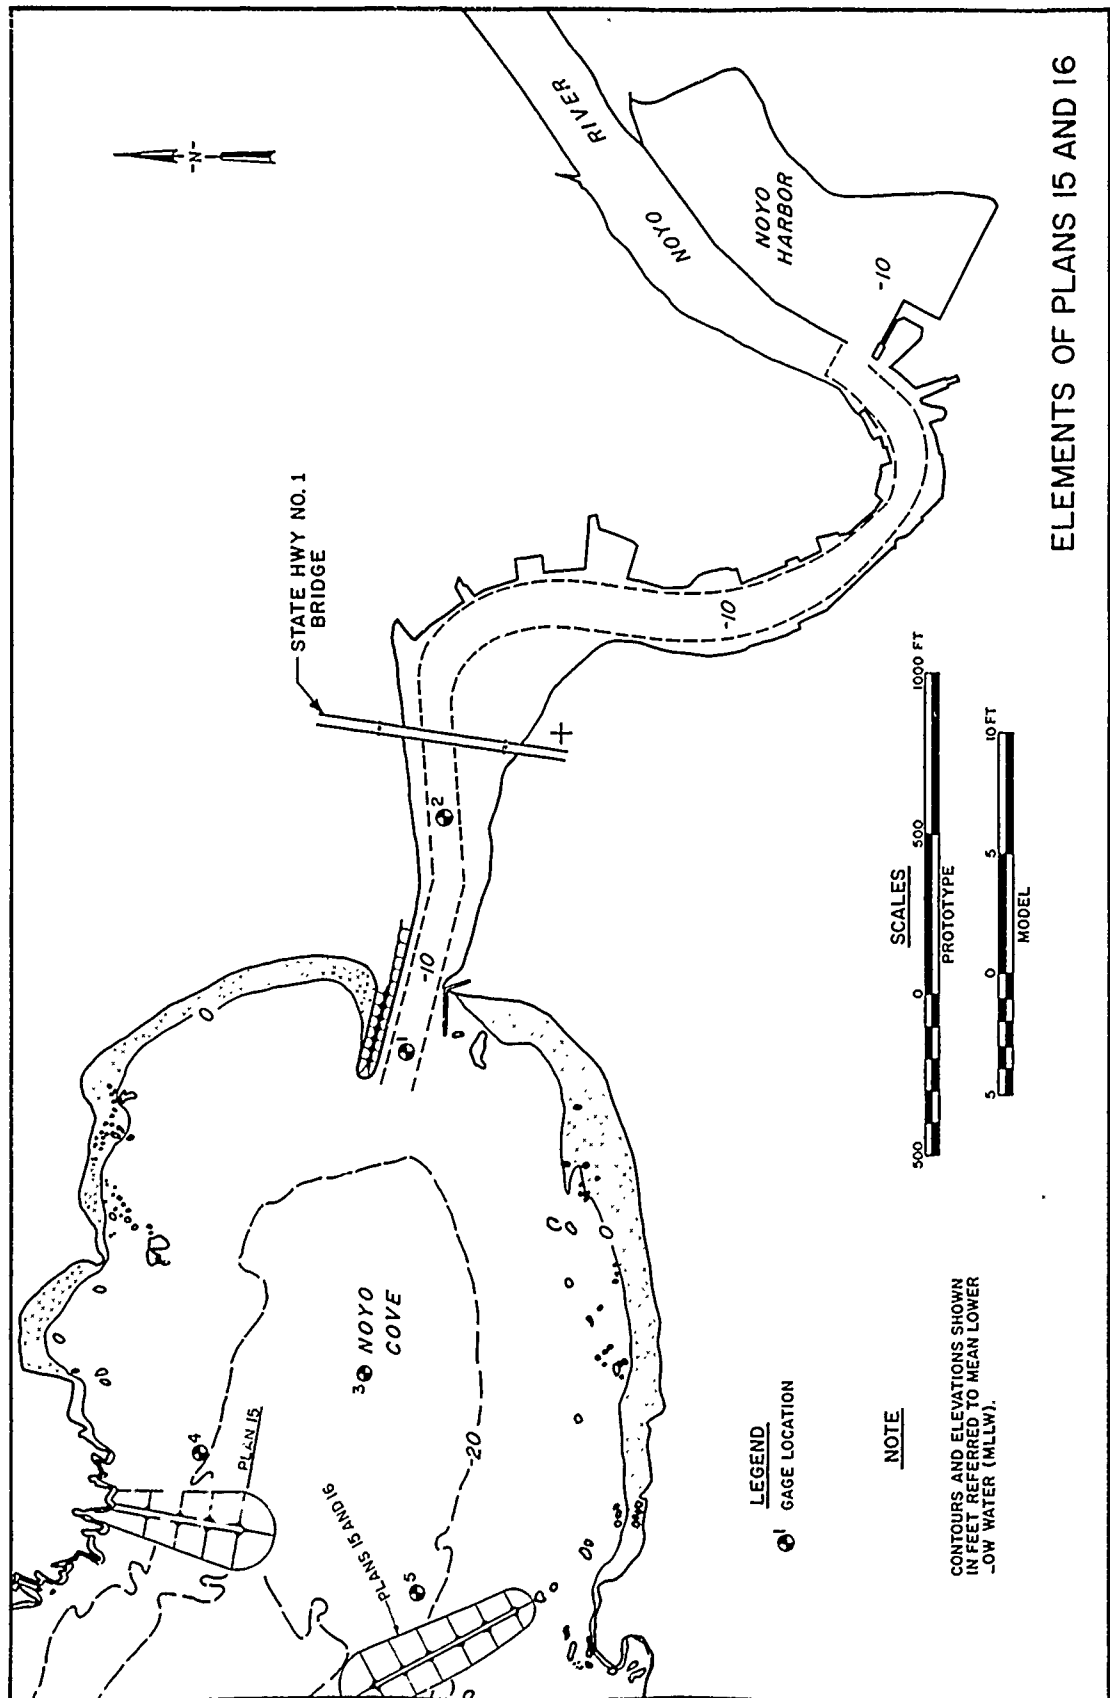 -N-
RIVER
NOYO
NOYO
HARBOR
-10
STATE HWY NO. 1
BRIDGE
-10
2
-10
1
0
NOYO
COVE
3
4
PLAN 15
5
PLANS 15 AND 16
-20
0
SCALES
500 0 500 1000 FT
PROTOTYPE
5 0 5 10 FT
MODEL
LEGEND
1 GAGE LOCATION
NOTE
CONTOURS AND ELEVATIONS SHOWN
IN FEET REFERRED TO MEAN LOWER
LOW WATER (MLLW).
ELEMENTS OF PLANS 15 AND 16